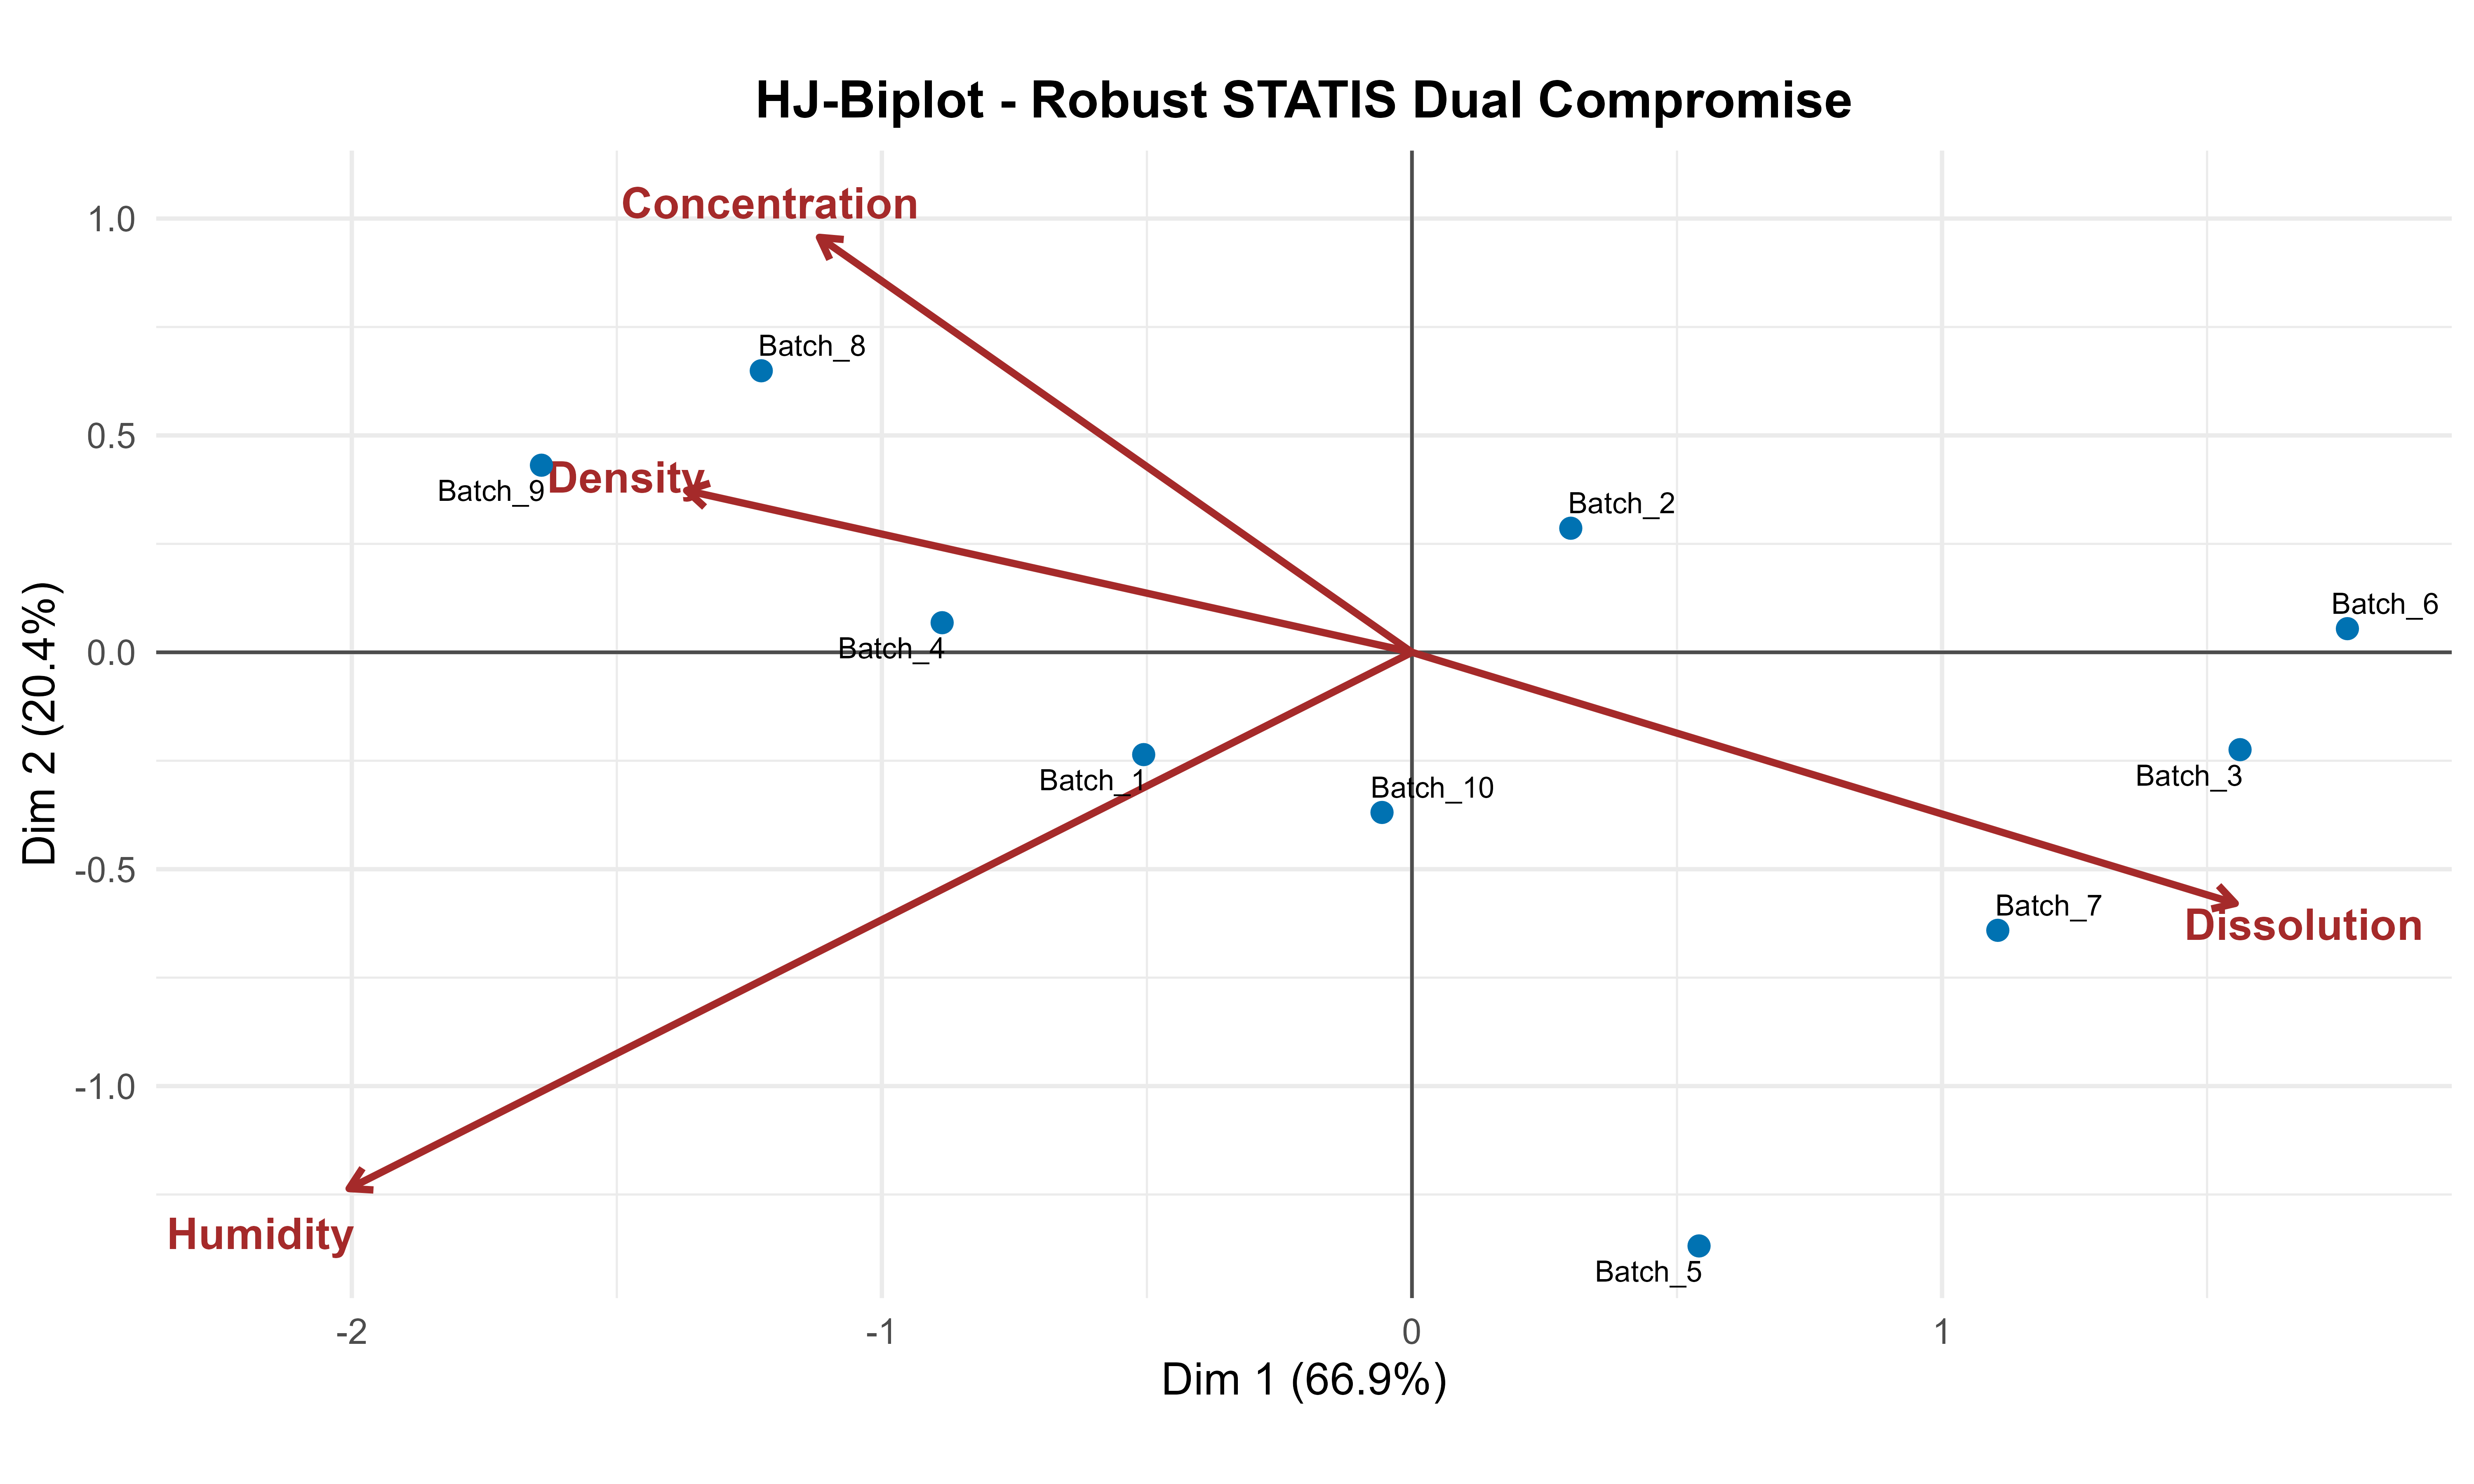 HJ-Biplot - Robust STATIS Dual Compromise
Concentration
1.0
Batch_8
0.5
Density
Batch_9
Batch_2
Batch_6
0.0
Batch_4
Batch_3
Batch_1
Batch_10
-0.5
Batch_7
Dissolution
-1.0
Humidity
Batch_5
Dim 2 (20.4%)
-2
-1
0
1
Dim 1 (66.9%)